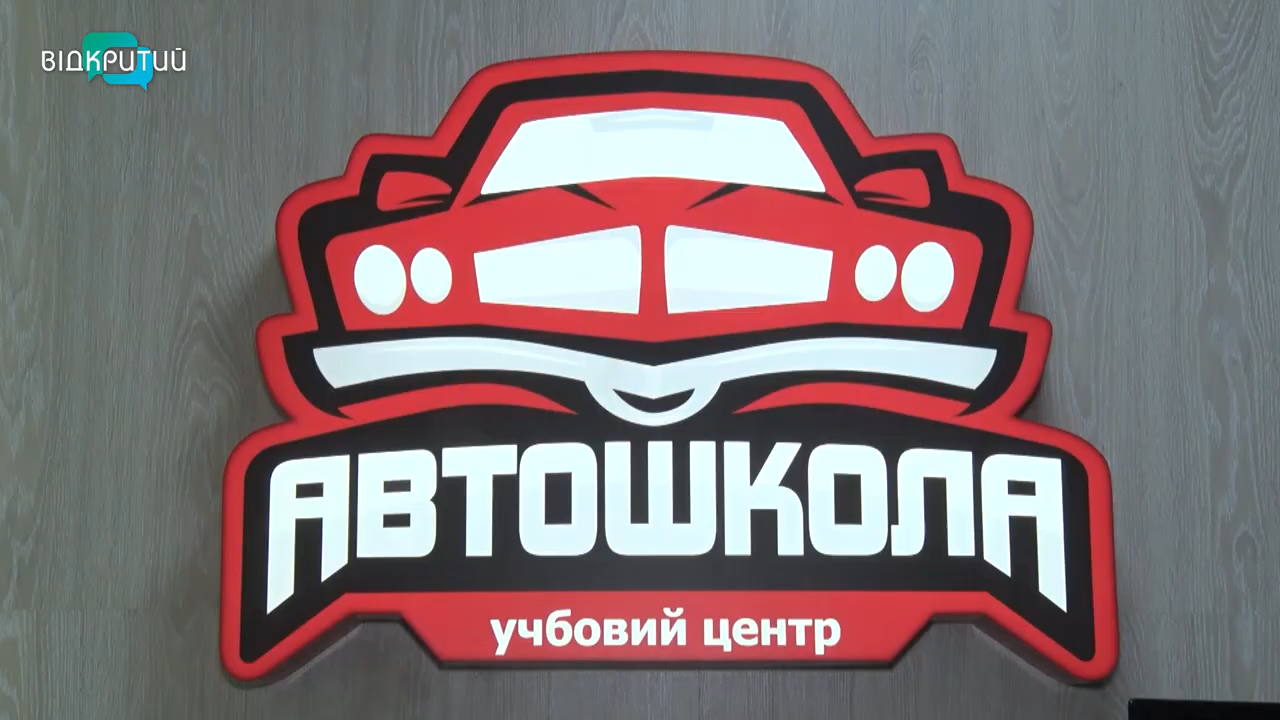 ВІДКРИТИЙ
АВТОШКОЛА
учбовий центр